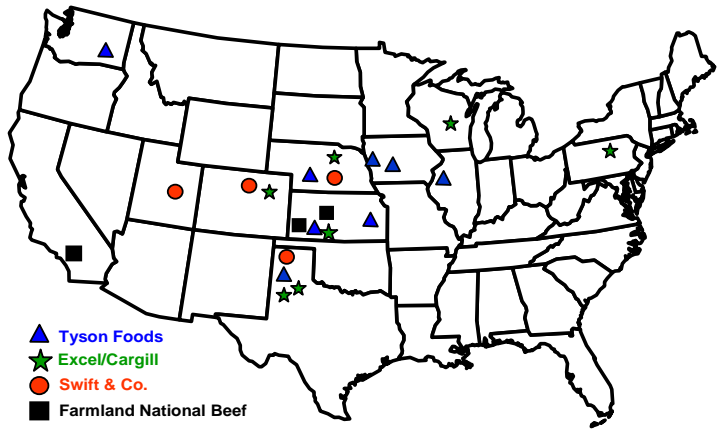 Tyson Foods
Excel/Cargill
Swift & Co.
Farmland National Beef